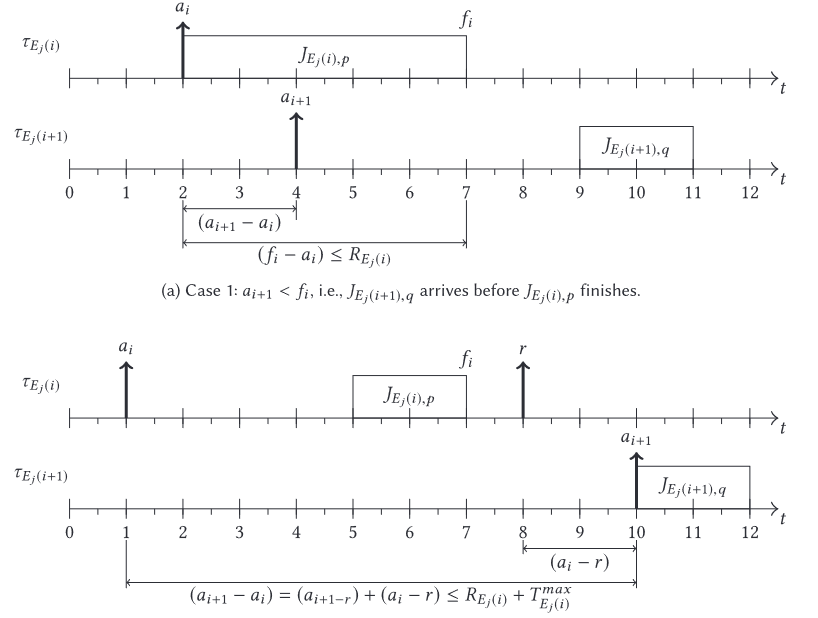 a_i
f_i
τ_{E_j(i)}
J_{E_j(i),p}
t
a_{i+1}
τ_{E_j(i+1)}
J_{E_j(i+1),q}
t
0 1 2 3 4 5 6 7 8 9 10 11 12
(a_{i+1} − a_i)
(f_i − a_i) ≤ R_{E_j(i)}
(a) Case 1: a_{i+1} < f_i, i.e., J_{E_j(i+1),q} arrives before J_{E_j(i),p} finishes.
a_i
f_i
r
τ_{E_j(i)}
J_{E_j(i),p}
t
a_{i+1}
τ_{E_j(i+1)}
J_{E_j(i+1),q}
t
0 1 2 3 4 5 6 7 8 9 10 11 12
(a_i − r)
(a_{i+1} − a_i) = (a_{i+1−r}) + (a_i − r) ≤ R_{E_j(i)} + T^{max}_{E_j(i)}